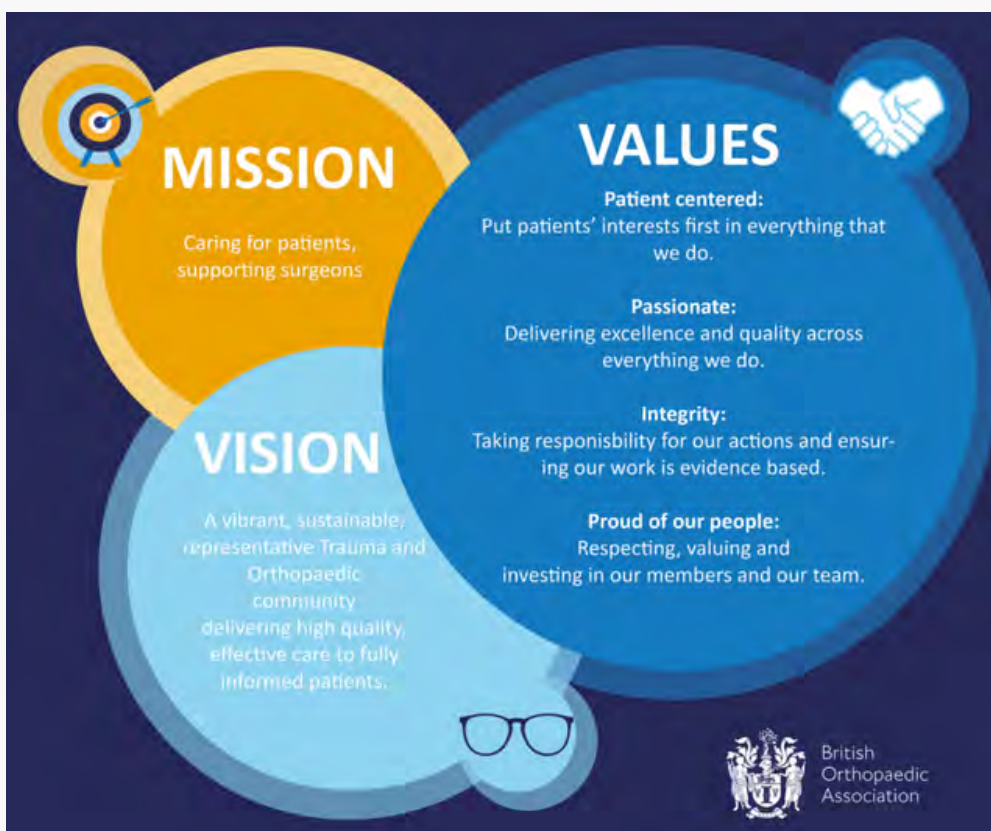 MISSION
Caring for patients,
supporting surgeons
VISION
A vibrant, sustainable,
representative Trauma and
Orthopaedic
community
delivering high quality,
effective care to fully
informed patients.
VALUES
Patient centered:
Put patients’ interests first in everything that
we do.
Passionate:
Delivering excellence and quality across
everything we do.
Integrity:
Taking responisbility for our actions and ensur-
ing our work is evidence based.
Proud of our people:
Respecting, valuing and
investing in our members and our team.
British
Orthopaedic
Association